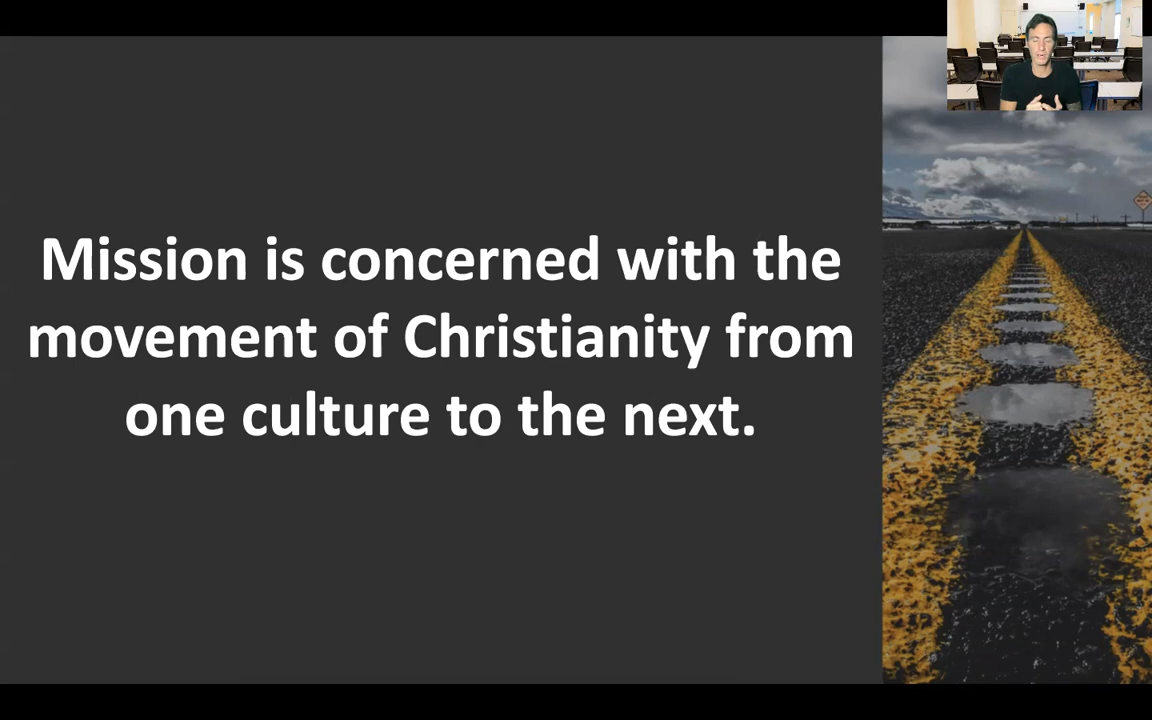 Mission is concerned with the
movement of Christianity from
one culture to the next.